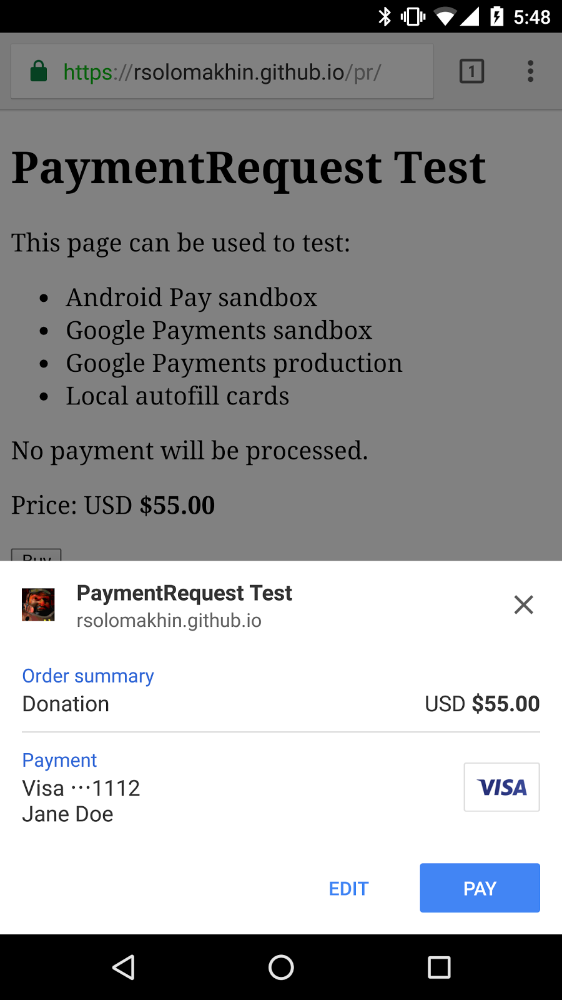 5:48
https://rsolomakhin.github.io/pr/
1
PaymentRequest Test
This page can be used to test:
• Android Pay sandbox
• Google Payments sandbox
• Google Payments production
• Local autofill cards
No payment will be processed.
Price: USD $55.00
Buy
PaymentRequest Test
rsolomakhin.github.io
Order summary
Donation USD $55.00
Payment
Visa ···1112
VISA
Jane Doe
EDIT PAY